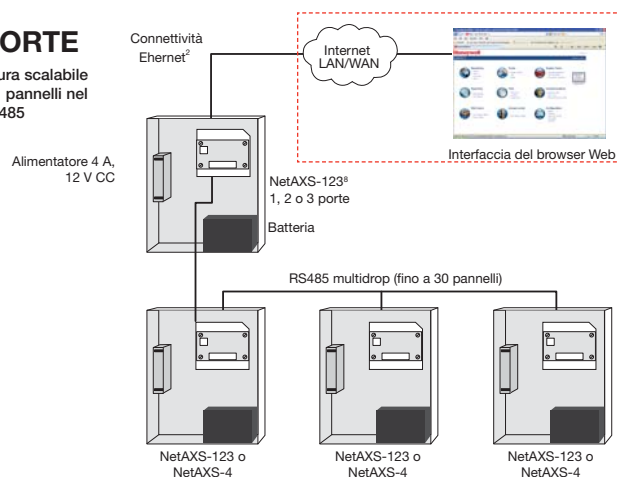 ORTE
ura scalabile
pannelli nel
485
Connettività
Ehernet²
Internet
LAN/WAN
Interfaccia del browser Web
Alimentatore 4 A,
12 V CC
NetAXS-123⁸
1, 2 o 3 porte
Batteria
RS485 multidrop (fino a 30 pannelli)
NetAXS-123 o
NetAXS-4
NetAXS-123 o
NetAXS-4
NetAXS-123 o
NetAXS-4